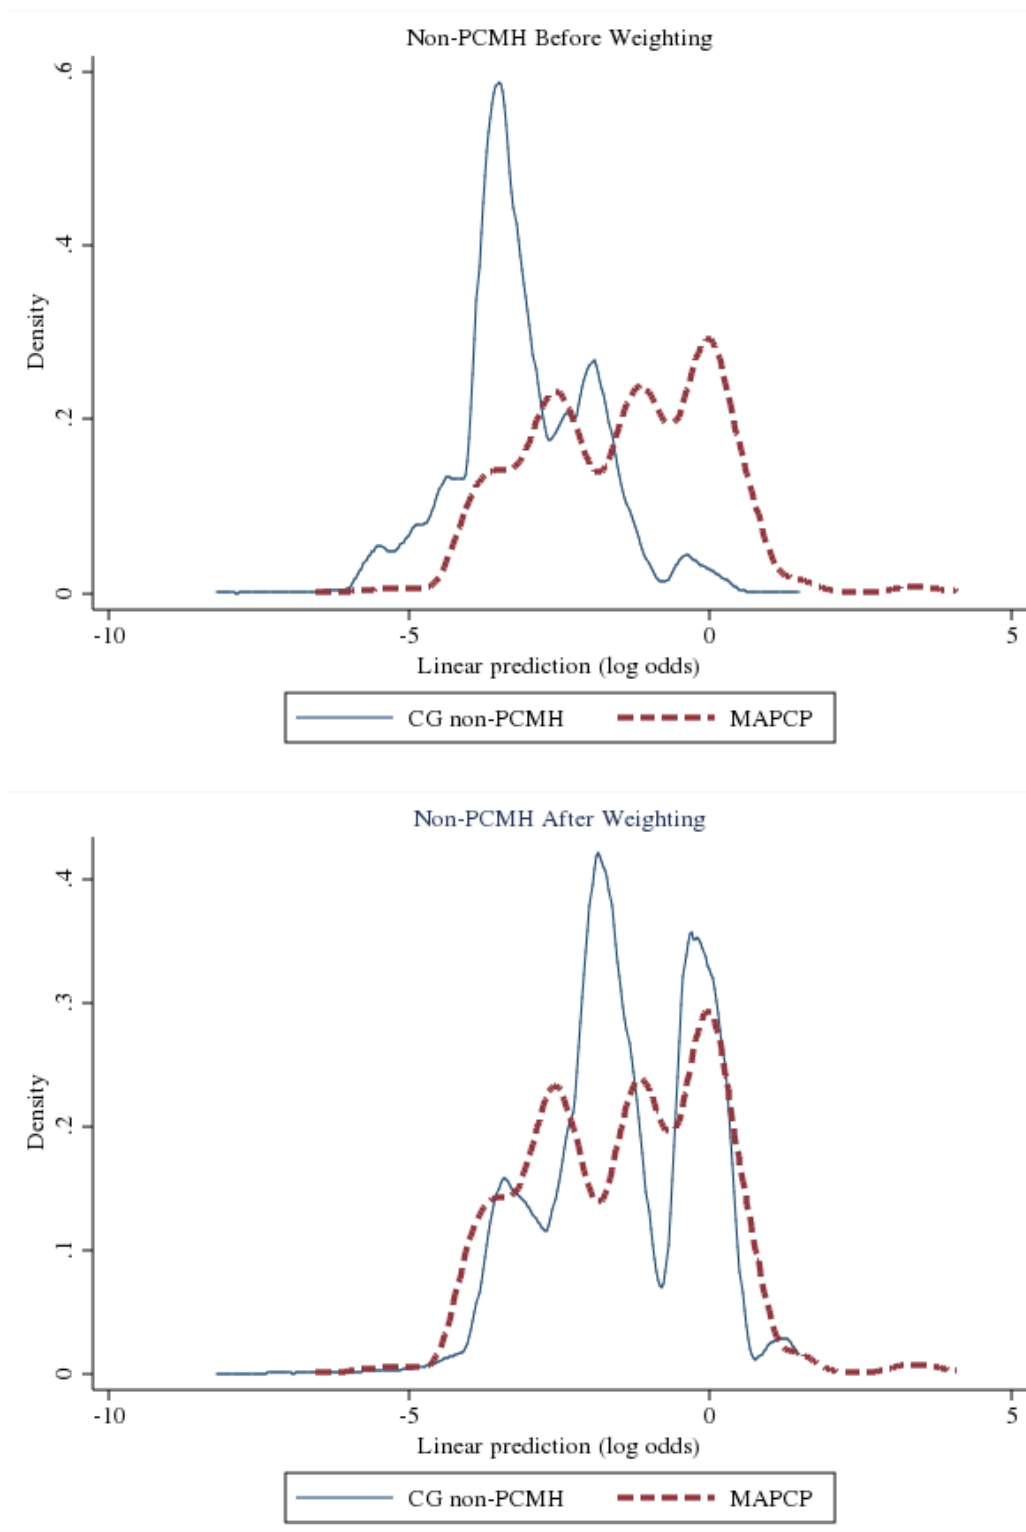 Non-PCMH Before Weighting
.6
.4
.2
0
Density
-10 -5 0 5
Linear prediction (log odds)
CG non-PCMH MAPCP
Non-PCMH After Weighting
.4
.3
.2
.1
0
Density
-10 -5 0 5
Linear prediction (log odds)
CG non-PCMH MAPCP